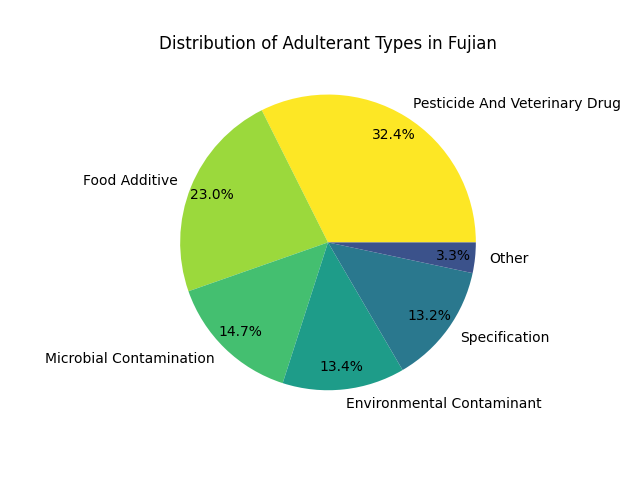 Distribution of Adulterant Types in Fujian
Pesticide And Veterinary Drug
32.4%
Food Additive
23.0%
Microbial Contamination
14.7%
Environmental Contaminant
13.4%
Specification
13.2%
Other
3.3%